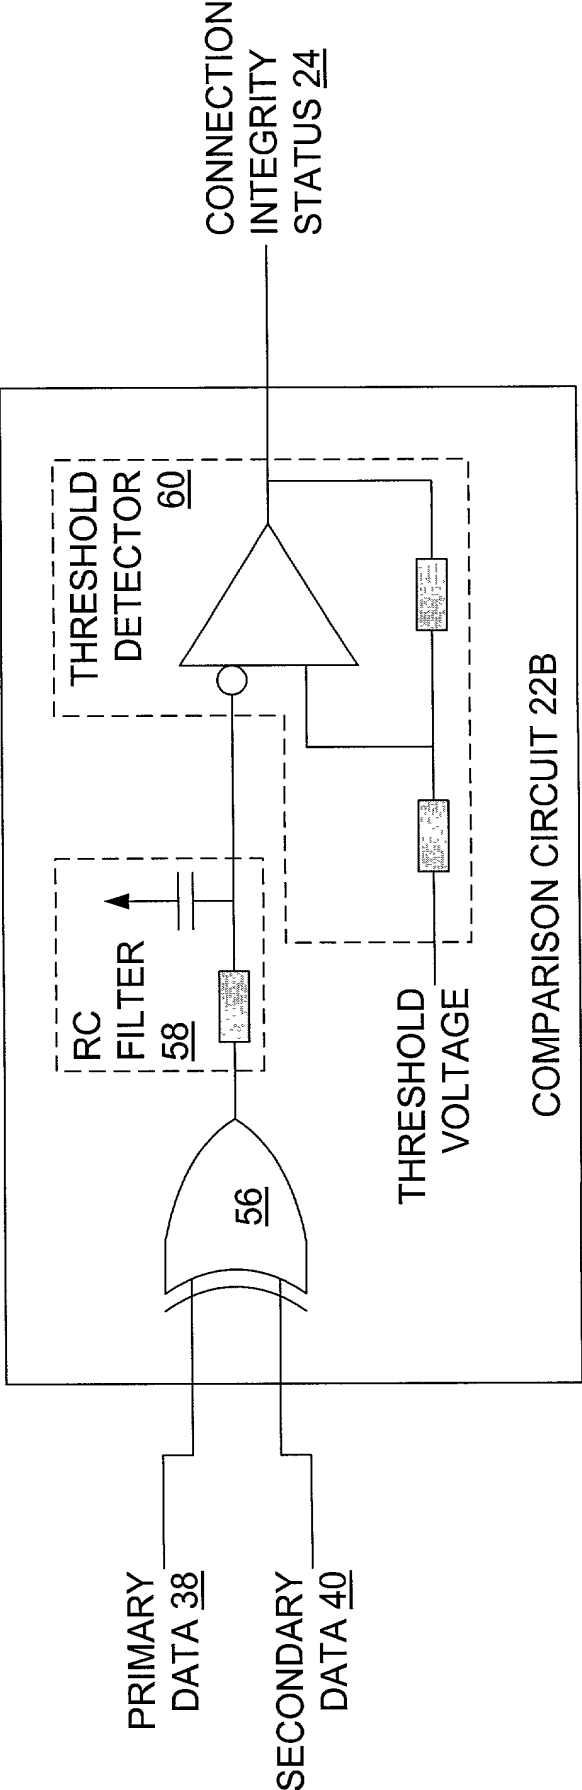 PRIMARY
DATA 38
SECONDARY
DATA 40
56
RC
FILTER
58
THRESHOLD
DETECTOR
60
THRESHOLD
VOLTAGE
COMPARISON CIRCUIT 22B
CONNECTION
INTEGRITY
STATUS 24